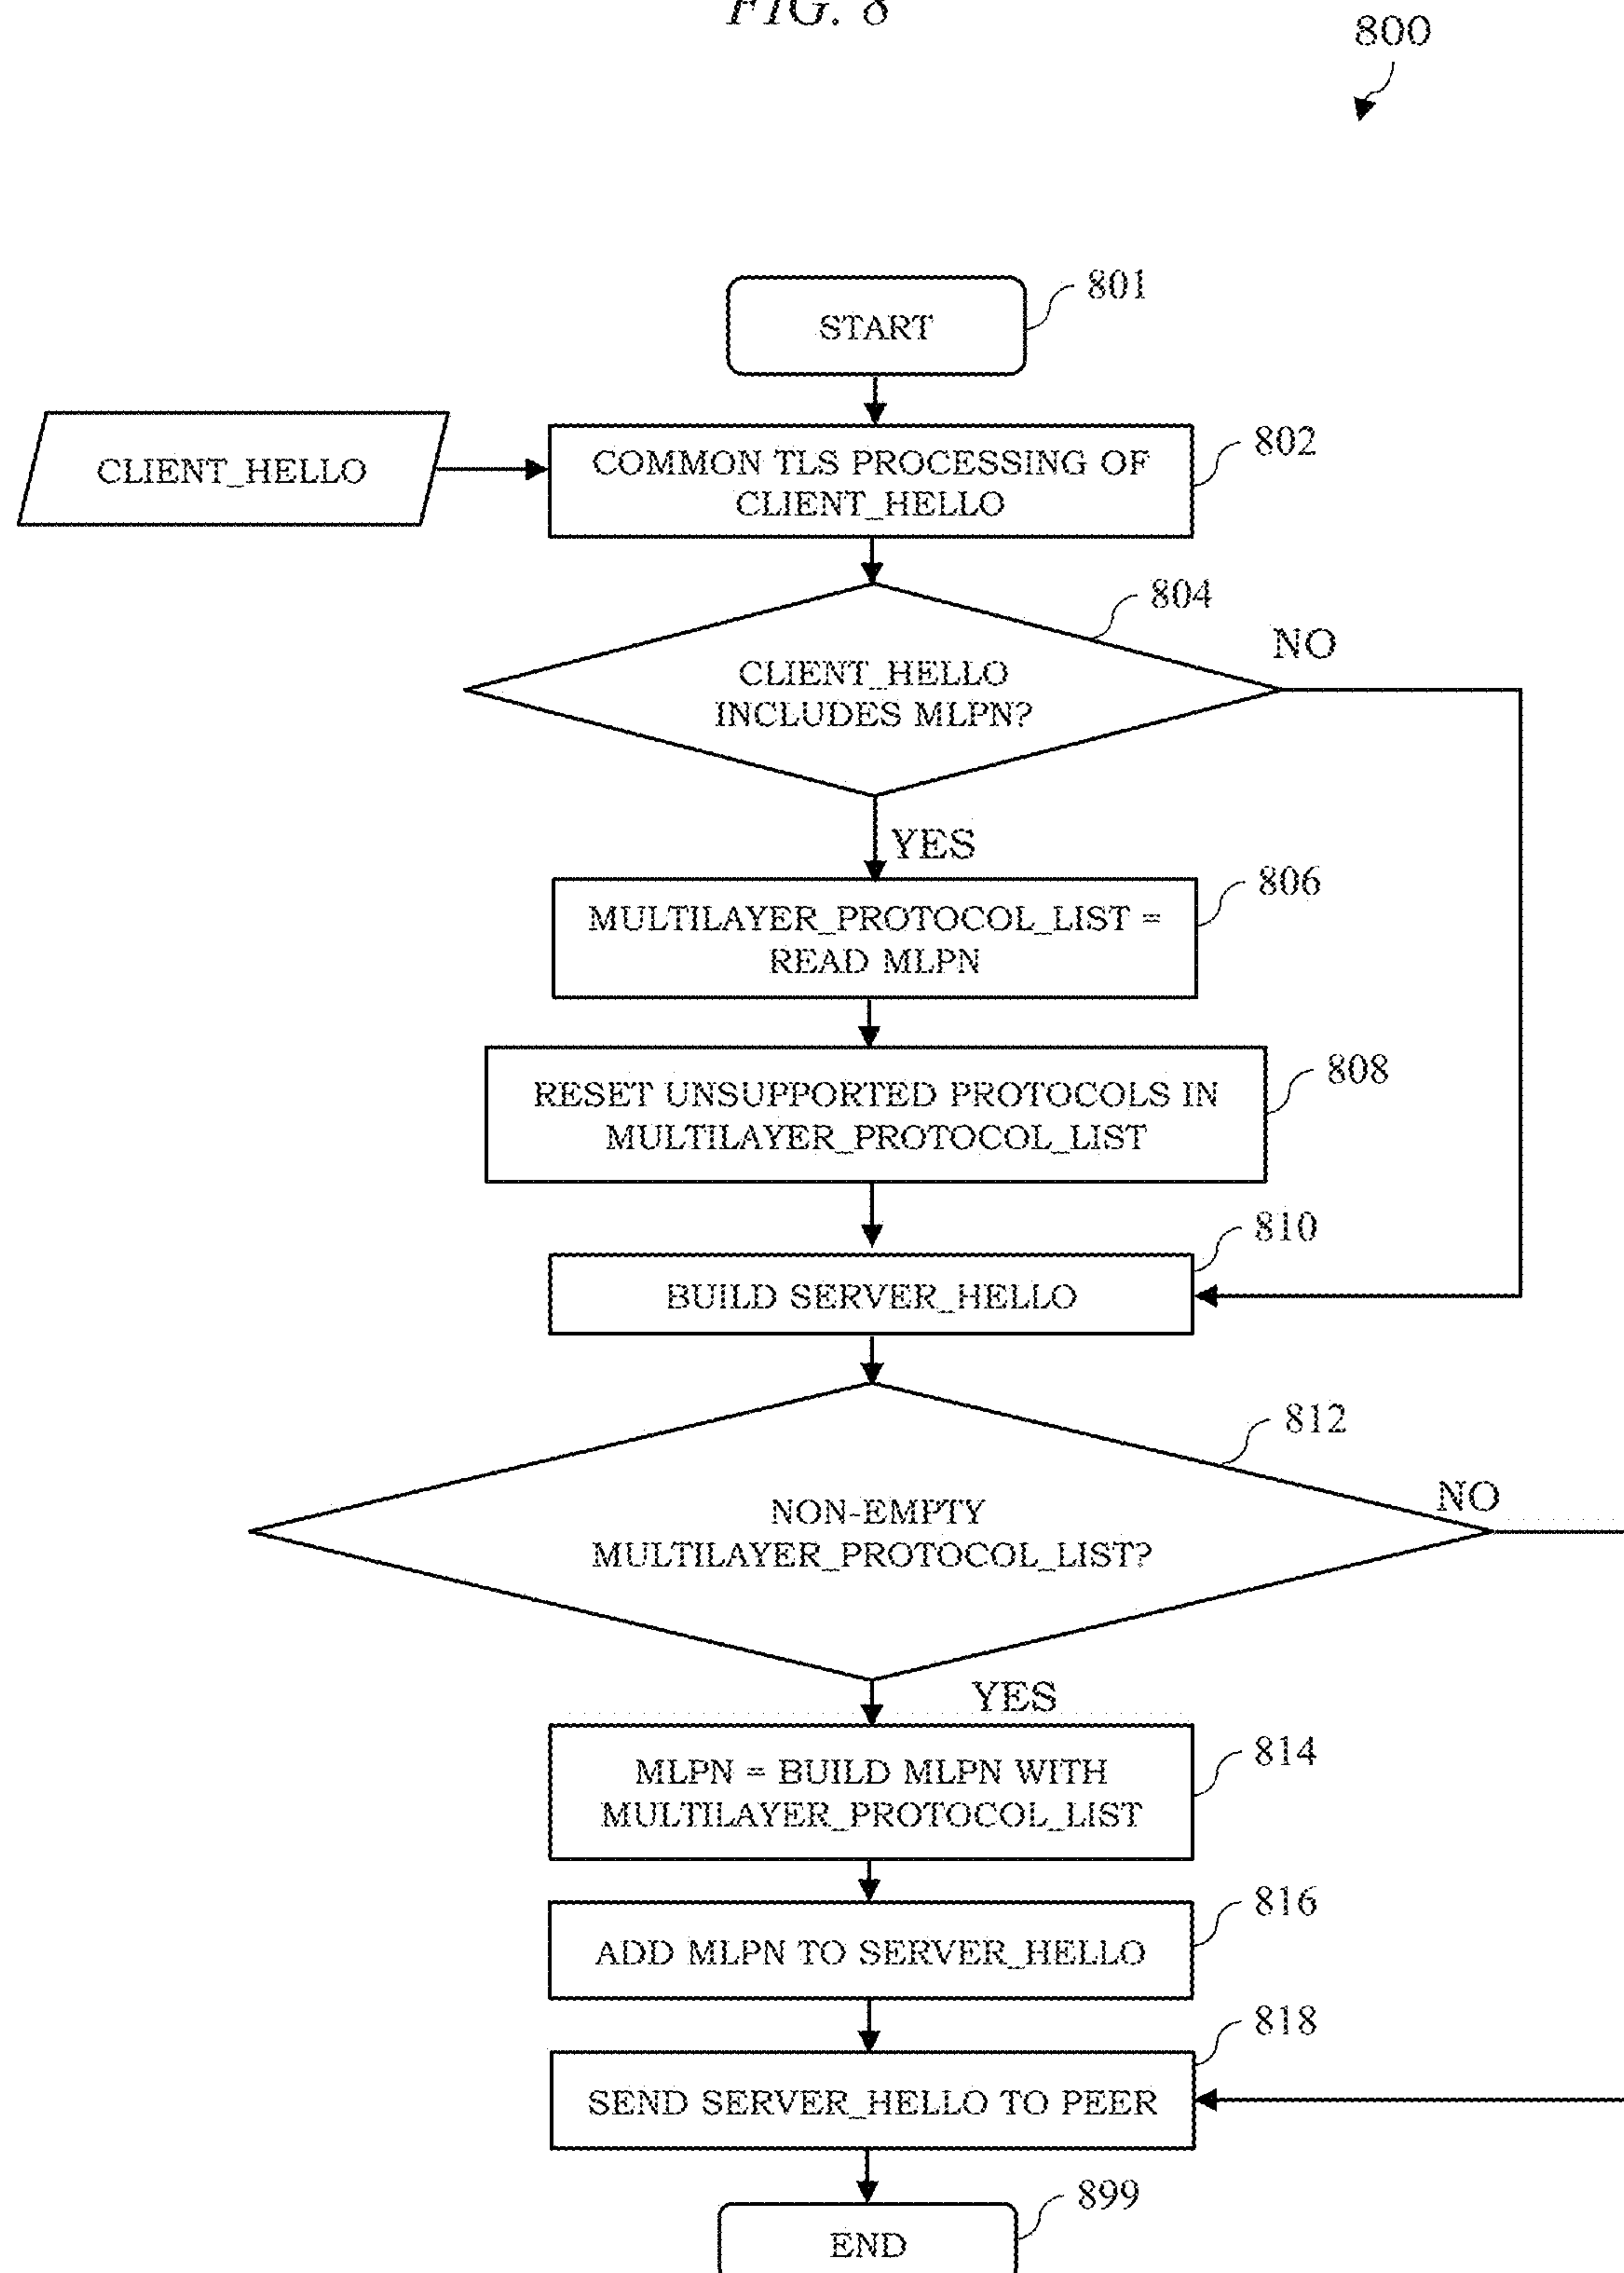 FIG. 8
800
START
801
CLIENT_HELLO
COMMON TLS PROCESSING OF
CLIENT_HELLO
802
804
NO
CLIENT_HELLO
INCLUDES MLPN?
YES
806
MULTILAYER_PROTOCOL_LIST =
READ MLPN
808
RESET UNSUPPORTED PROTOCOLS IN
MULTILAYER_PROTOCOL_LIST
810
BUILD SERVER_HELLO
812
NO
NON-EMPTY
MULTILAYER_PROTOCOL_LIST?
YES
814
MLPN = BUILD MLPN WITH
MULTILAYER_PROTOCOL_LIST
816
ADD MLPN TO SERVER_HELLO
818
SEND SERVER_HELLO TO PEER
899
END